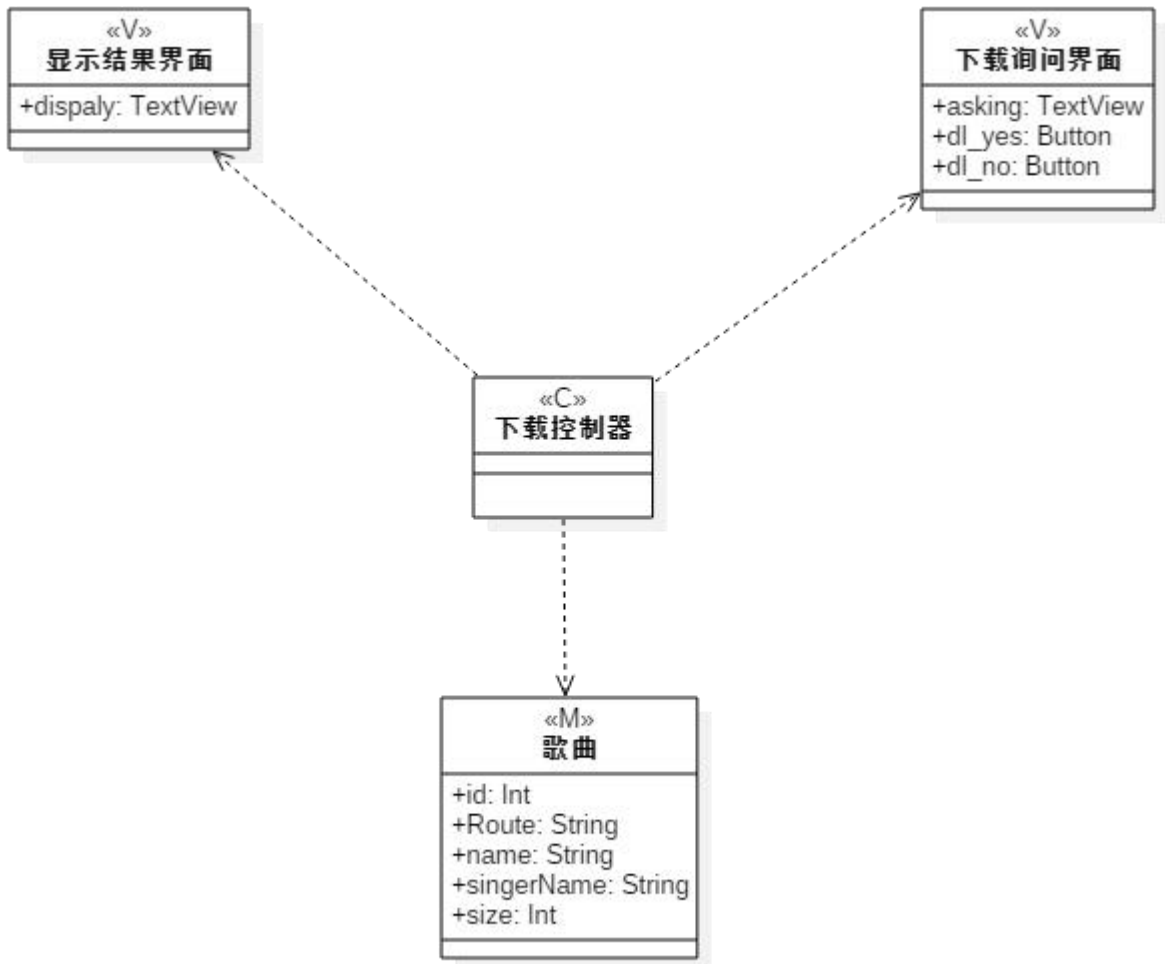 «V»
显示结果界面
+dispaly: TextView
«V»
下载询问界面
+asking: TextView
+dl_yes: Button
+dl_no: Button
«C»
下载控制器
«M»
歌曲
+id: Int
+Route: String
+name: String
+singerName: String
+size: Int